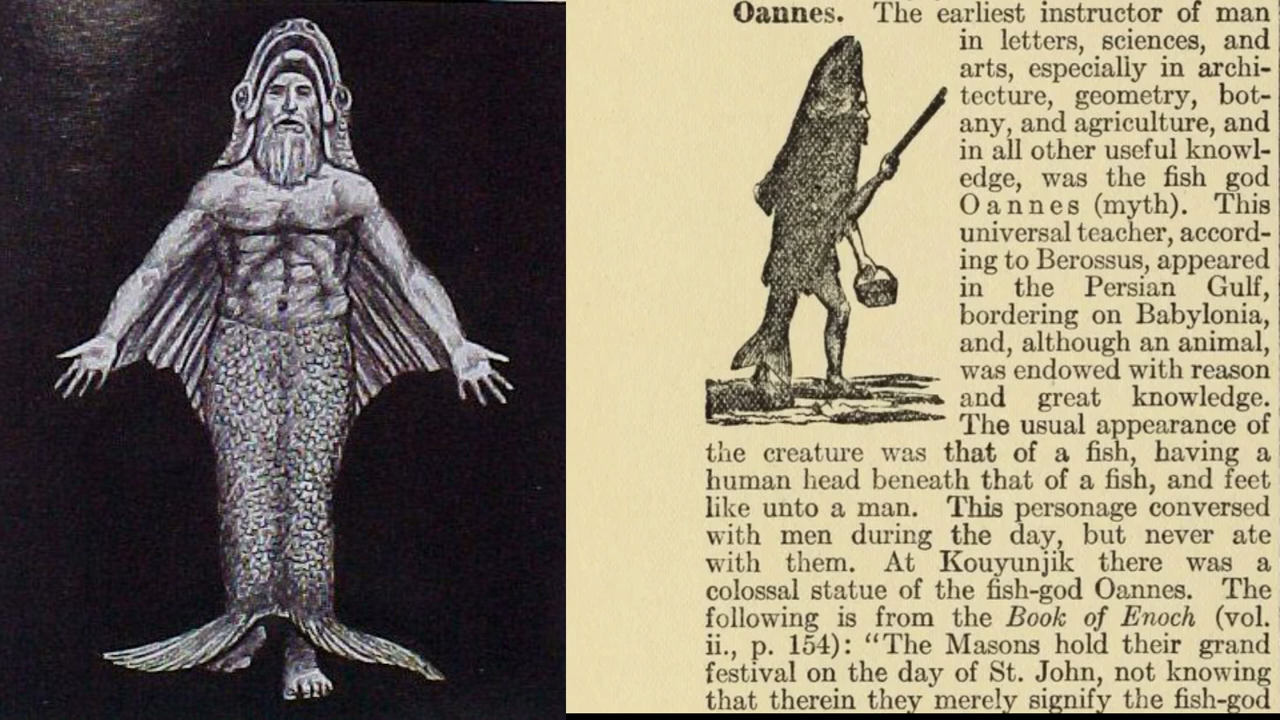 Oannes. The earliest instructor of man
in letters, sciences, and
arts, especially in archi-
tecture, geometry, bot-
any, and agriculture, and
in all other useful knowl-
edge, was the fish god
Oannes (myth). This
universal teacher, accord-
ing to Berossus, appeared
in the Persian Gulf,
bordering on Babylonia,
and, although an animal,
was endowed with reason
and great knowledge.
The usual appearance of
the creature was that of a fish, having a
human head beneath that of a fish, and feet
like unto a man. This personage conversed
with men during the day, but never ate
with them. At Kouyunjik there was a
colossal statue of the fish-god Oannes. The
following is from the Book of Enoch (vol.
ii., p. 154): “The Masons hold their grand
festival on the day of St. John, not knowing
that therein they merely signify the fish-god